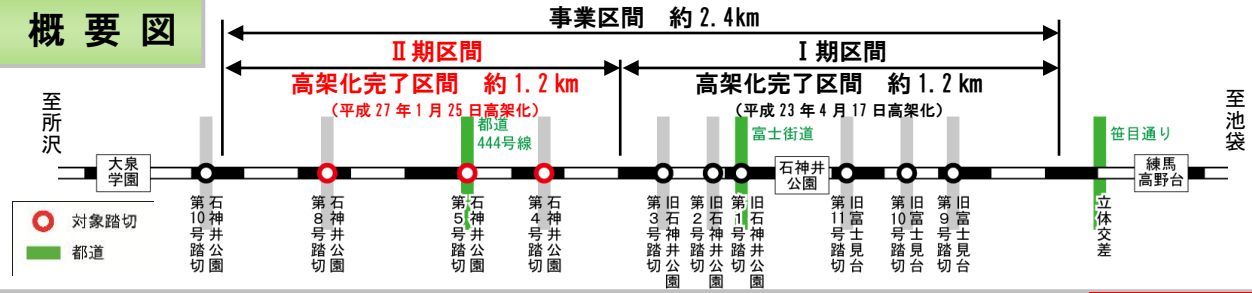 概要図
事業区間 約2.4km
Ⅱ期区間
高架化完了区間 約1.2km
(平成27年1月25日高架化)
Ⅰ期区間
高架化完了区間 約1.2km
(平成23年4月17日高架化)
至所沢
至池袋
都道
444号線
富士街道
笹目通り
大泉
学園
石神井
公園
練馬
高野台
石神井公園
第10号踏切
石神井公園
第8号踏切
石神井公園
第5号踏切
石神井公園
第4号踏切
旧石神井公園
第3号踏切
旧石神井公園
第2号踏切
旧石神井公園
第1号踏切
旧富士見台
第11号踏切
旧富士見台
第10号踏切
旧富士見台
第9号踏切
立体交差
対象踏切
都道